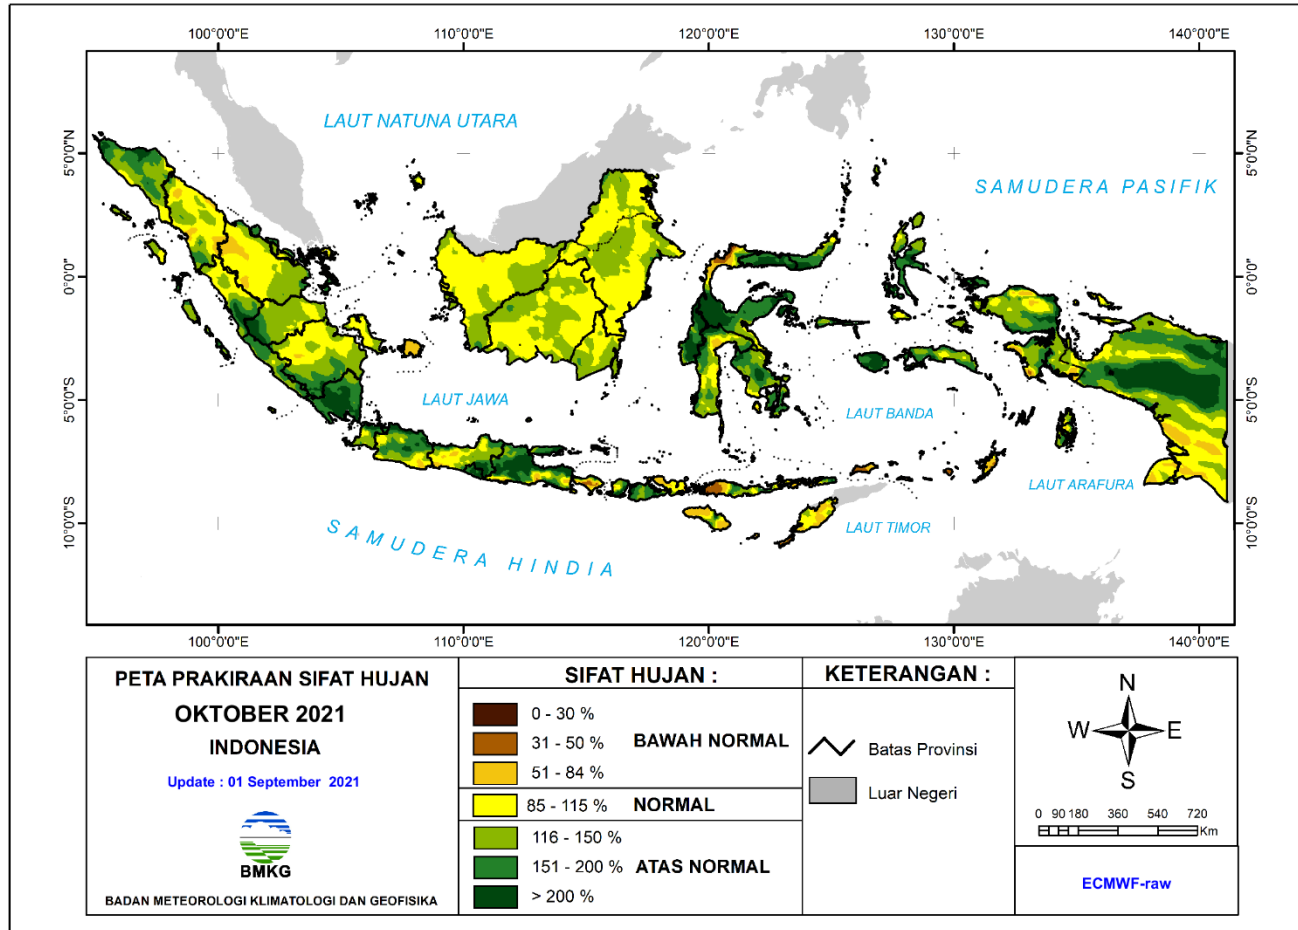 100°0'0"E 110°0'0"E 120°0'0"E 130°0'0"E 140°0'0"E
5°0'0"N 5°0'0"N
0°0'0" 0°0'0"
5°0'0"S 5°0'0"S
10°0'0"S 10°0'0"S
LAUT NATUNA UTARA
SAMUDERA PASIFIK
LAUT JAWA
LAUT BANDA
LAUT ARAFURA
LAUT TIMOR
SAMUDERA HINDIA
100°0'0"E 110°0'0"E 120°0'0"E 130°0'0"E 140°0'0"E
PETA PRAKIRAAN SIFAT HUJAN
OKTOBER 2021
INDONESIA
Update : 01 September 2021
BMKG
BADAN METEOROLOGI KLIMATOLOGI DAN GEOFISIKA
SIFAT HUJAN :
0 - 30 %
31 - 50 % BAWAH NORMAL
51 - 84 %
85 - 115 % NORMAL
116 - 150 %
151 - 200 % ATAS NORMAL
> 200 %
KETERANGAN :
Batas Provinsi
Luar Negeri
N
W E
S
0 90 180 360 540 720
Km
ECMWF-raw